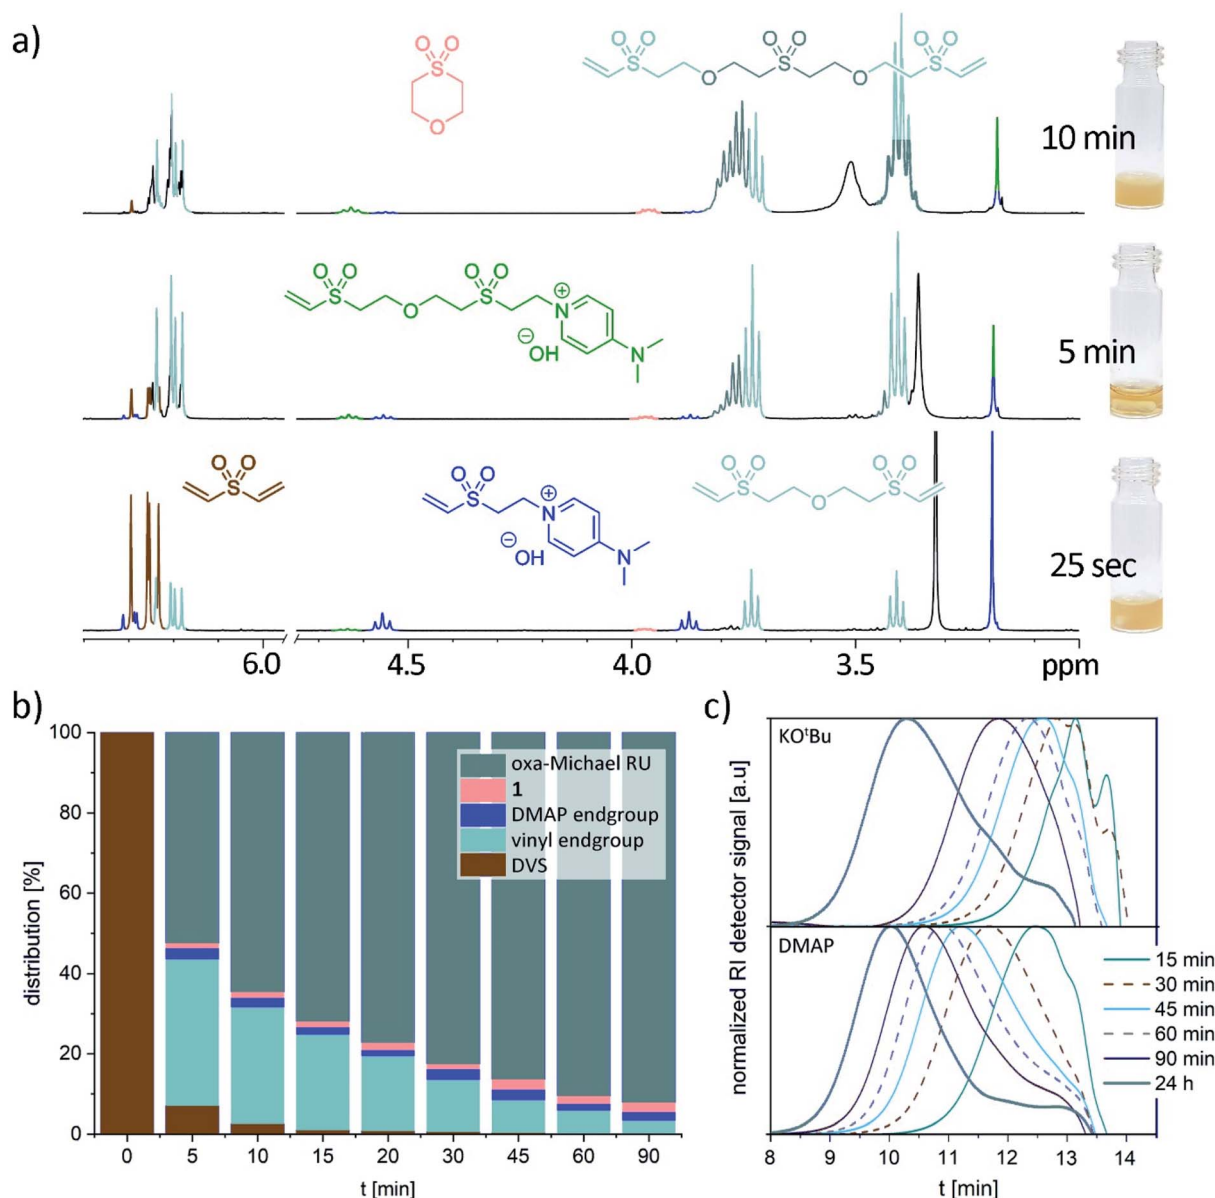 a)
O O
S
O
O O O O O O
S S S
O O
10 min
O O O O
S S
O
N
⊕
⊖
OH
N
5 min
O O
S
O O
S
N
⊕
⊖
OH
N
O O O O
S S
O
25 sec
6.0 4.5 4.0 3.5 ppm
b)
100
80
60
40
20
0
distribution [%]
oxa-Michael RU
1
DMAP endgroup
vinyl endgroup
DVS
0 5 10 15 20 30 45 60 90
t [min]
c)
normalized RI detector signal [a.u]
KOᵗBu
DMAP
15 min
30 min
45 min
60 min
90 min
24 h
8 9 10 11 12 13 14
t [min]